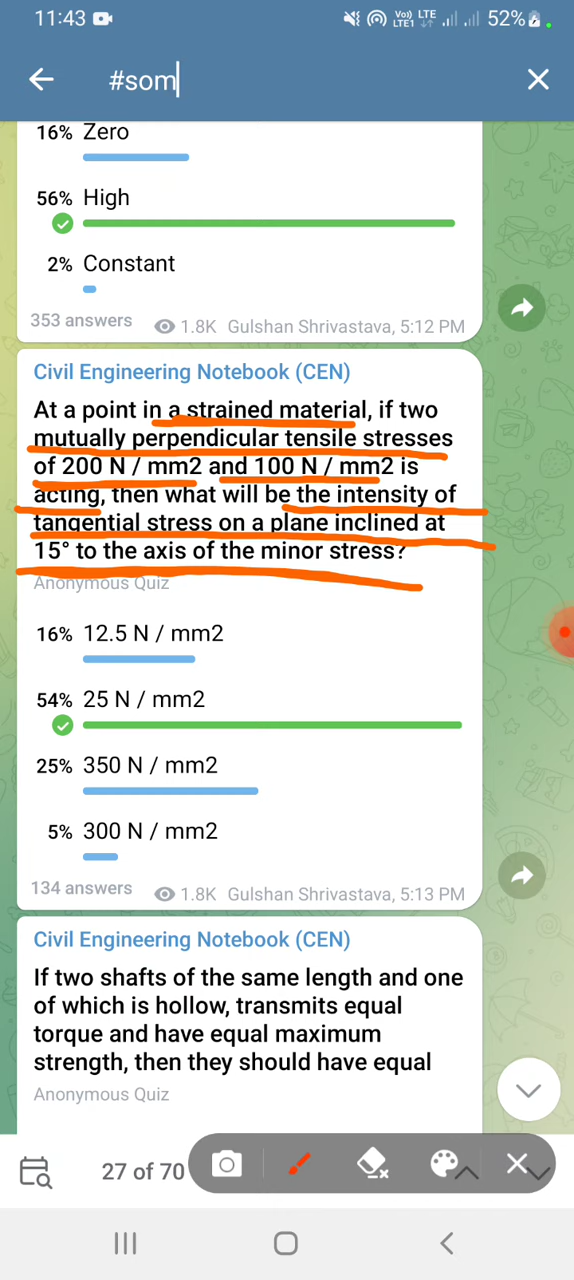 11:43
Vo)) LTE
LTE1
52%
#som
16% Zero
56% High
2% Constant
353 answers 1.8K Gulshan Shrivastava, 5:12 PM
Civil Engineering Notebook (CEN)
At a point in a strained material, if two
mutually perpendicular tensile stresses
of 200 N / mm2 and 100 N / mm2 is
acting, then what will be the intensity of
tangential stress on a plane inclined at
15° to the axis of the minor stress?
Anonymous Quiz
16% 12.5 N / mm2
54% 25 N / mm2
25% 350 N / mm2
5% 300 N / mm2
134 answers 1.8K Gulshan Shrivastava, 5:13 PM
Civil Engineering Notebook (CEN)
If two shafts of the same length and one
of which is hollow, transmits equal
torque and have equal maximum
strength, then they should have equal
Anonymous Quiz
27 of 70